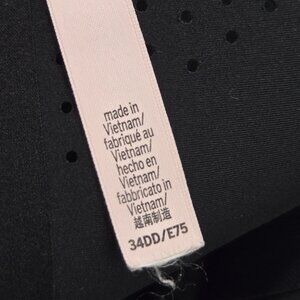 made in
Vietnam/
fabriqué au
Vietnam/
hecho en
Vietnam/
fabbricato in
Vietnam/
越南制造
34DD/E75